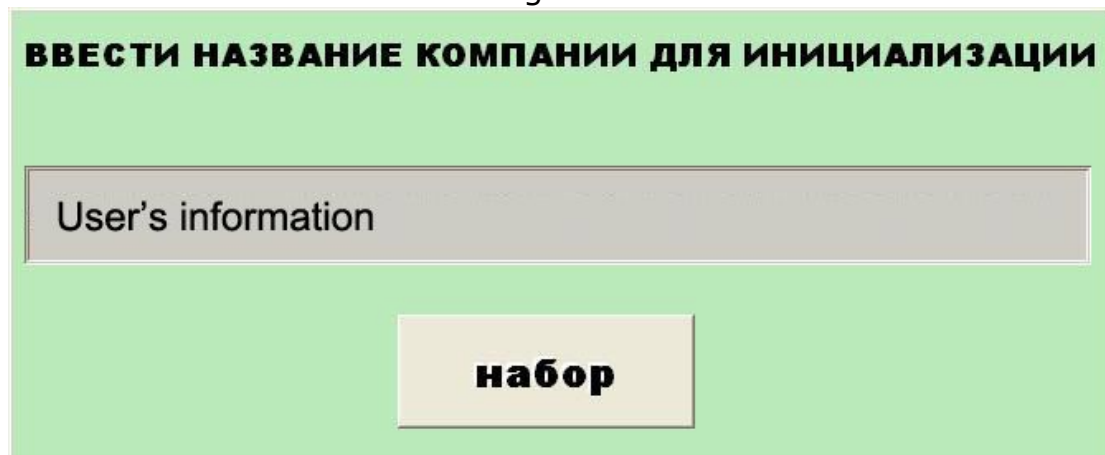 ВВЕСТИ НАЗВАНИЕ КОМПАНИИ ДЛЯ ИНИЦИАЛИЗАЦИИ
User’s information
набор